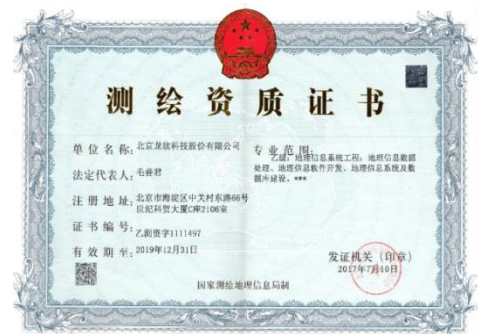 测绘资质证书
单 位 名 称：北京龙软科技股份有限公司
法定代表人：毛善君
注 册 地 址：北京市海淀区中关村东路66号
世纪科贸大厦C座2106室
证 书 编 号：乙测资字1111497
有 效 期 至：2019年12月31日
专 业 范 围：
乙级：地理信息系统工程：地理信息数据
处理、地理信息软件开发、地理信息系统及数
据库建设。***
发证机关（印章）
2017年7月10日
国家测绘地理信息局制